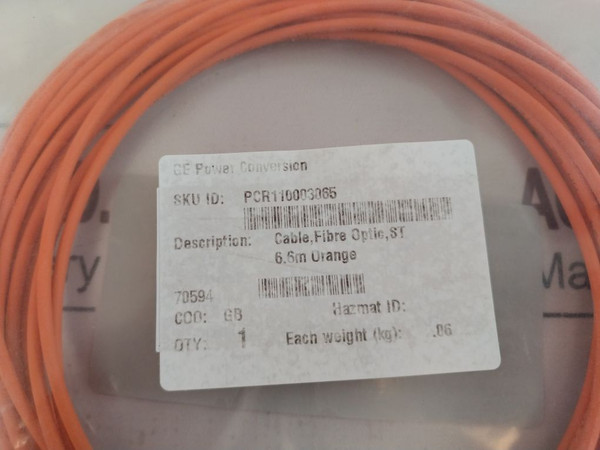 GE Power Conversion
SKU ID: PCR110003065
Description: Cable,Fibre Optic,ST
6.6m Orange
70594
COO: GB Hazmat ID:
QTY: 1 Each weight (kg): .06